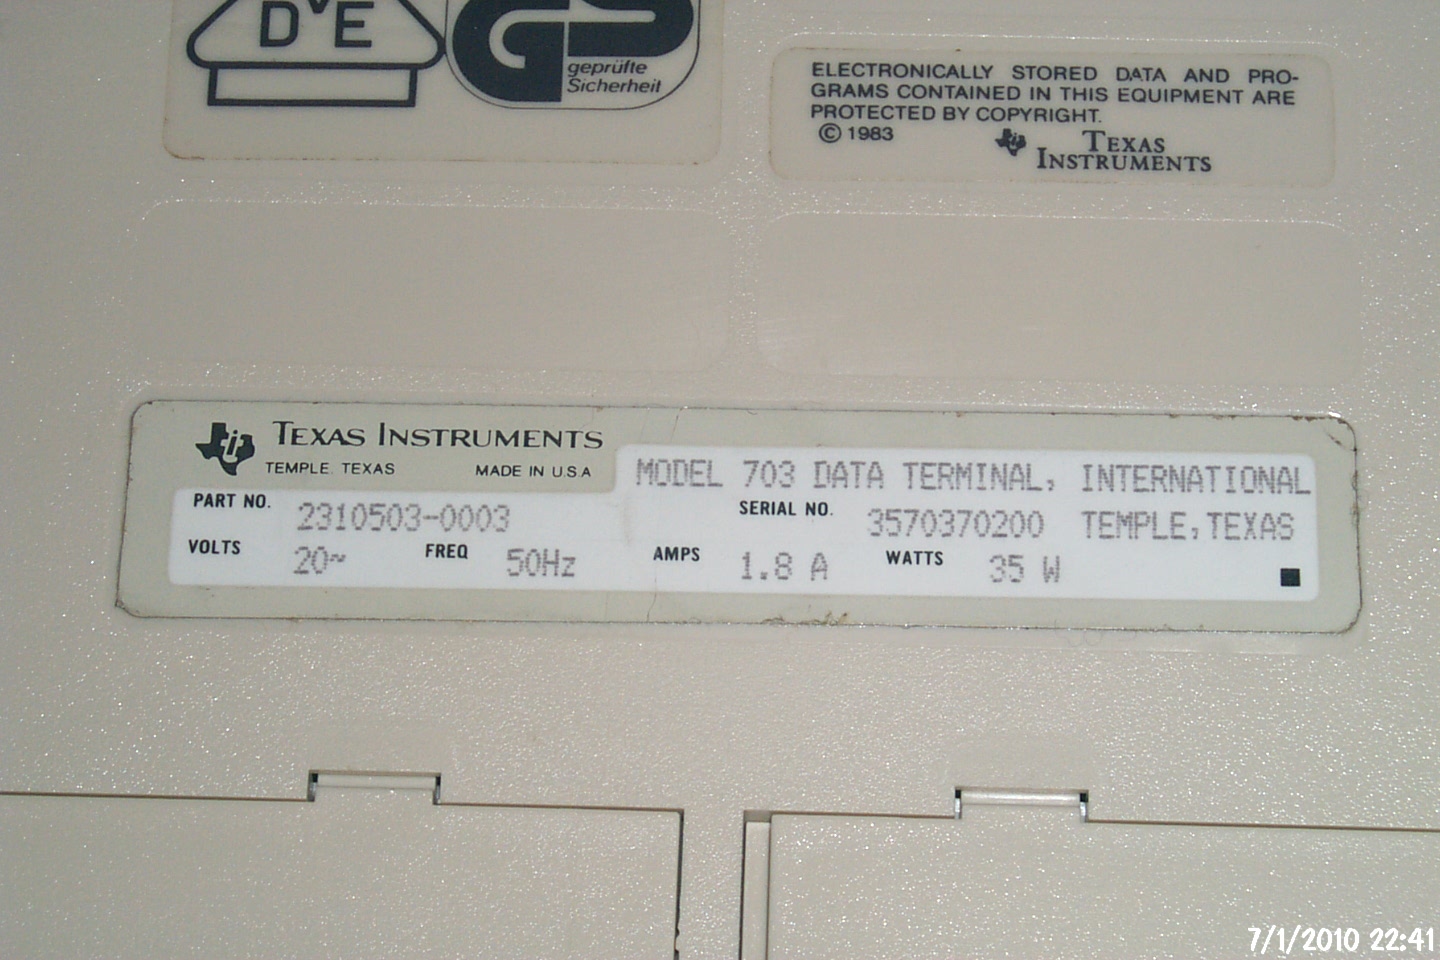 D V E
geprüfte
Sicherheit
ELECTRONICALLY STORED DATA AND PRO-
GRAMS CONTAINED IN THIS EQUIPMENT ARE
PROTECTED BY COPYRIGHT.
© 1983
TEXAS
INSTRUMENTS
TEXAS INSTRUMENTS
TEMPLE, TEXAS MADE IN U.S.A
MODEL 703 DATA TERMINAL, INTERNATIONAL
PART NO. 2310503-0003 SERIAL NO. 3570370200 TEMPLE,TEXAS
VOLTS 20~ FREQ 50Hz AMPS 1.8 A WATTS 35 W
7/1/2010 22:41